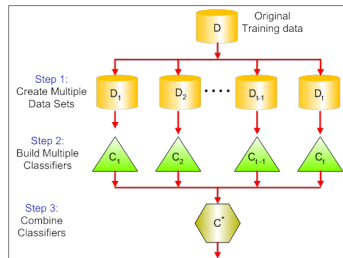 D
Original
Training data
Step 1:
Create Multiple
Data Sets
D1
D2
Dt-1
Dt
Step 2:
Build Multiple
Classifiers
C1
C2
Ct-1
Ct
Step 3:
Combine
Classifiers
C*